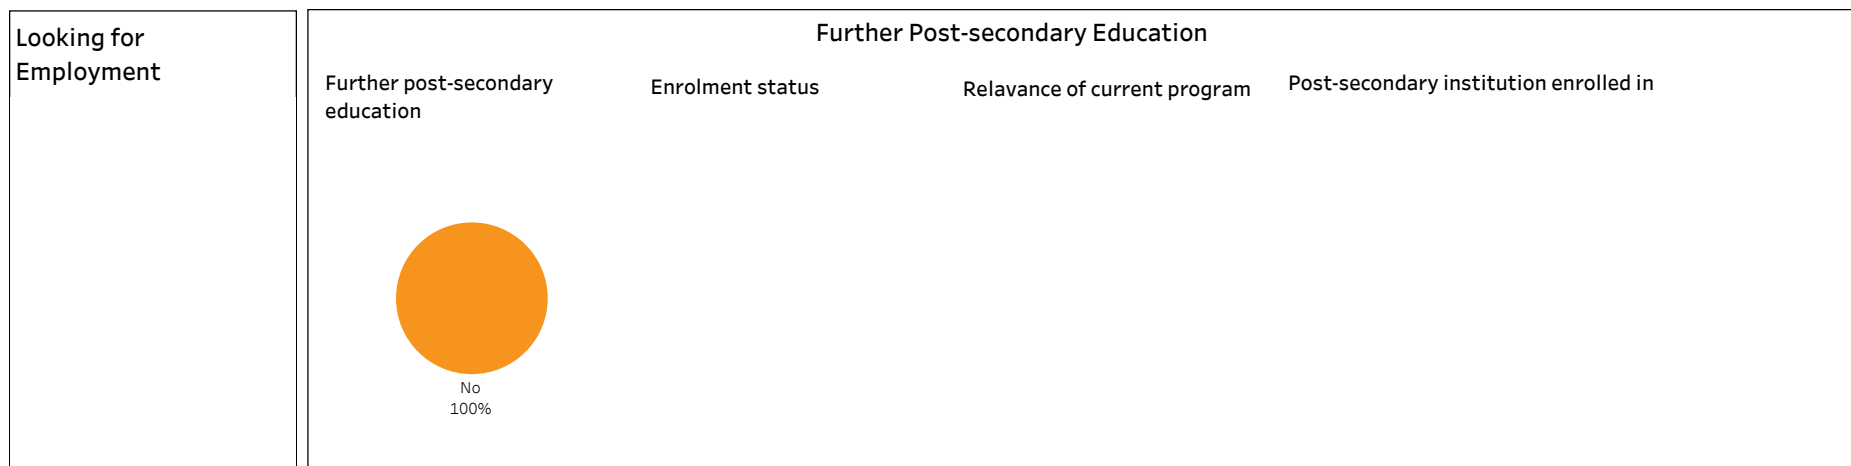 Looking for
Employment
Further Post-secondary Education
Further post-secondary
education
Enrolment status
Relavance of current program
Post-secondary institution enrolled in
No
100%